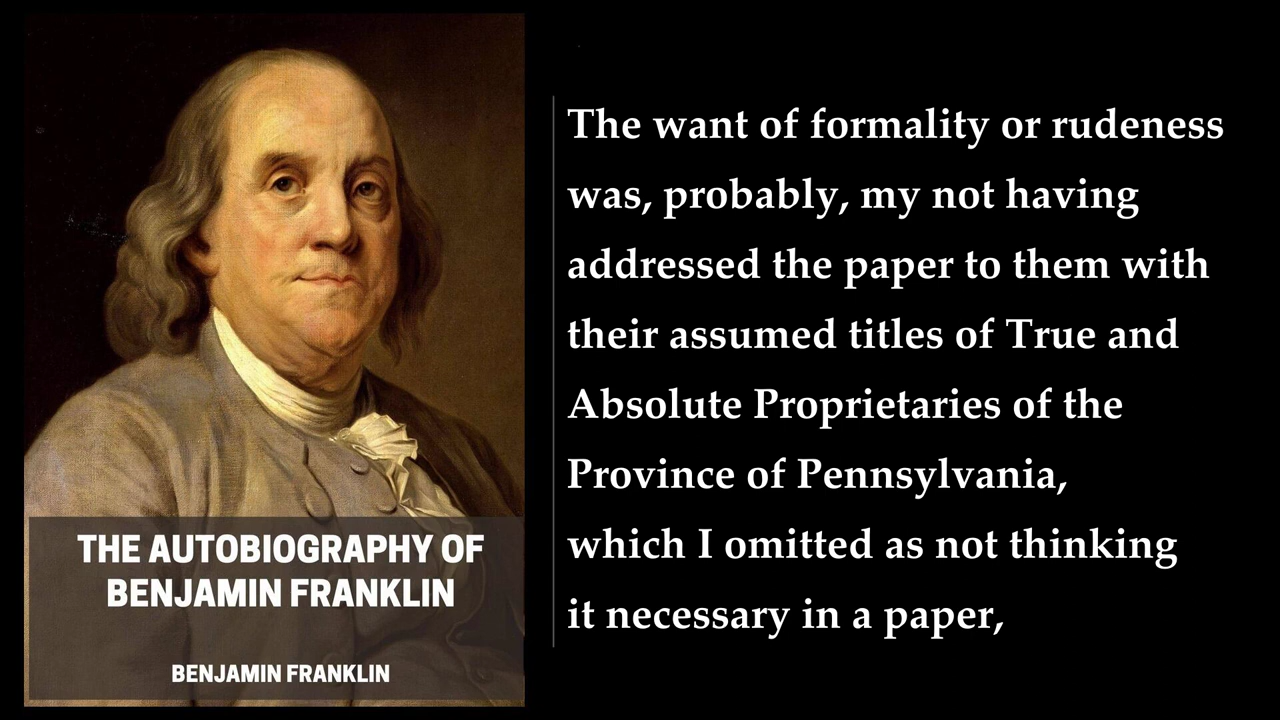 THE AUTOBIOGRAPHY OF
BENJAMIN FRANKLIN
BENJAMIN FRANKLIN
The want of formality or rudeness
was, probably, my not having
addressed the paper to them with
their assumed titles of True and
Absolute Proprietaries of the
Province of Pennsylvania,
which I omitted as not thinking
it necessary in a paper,